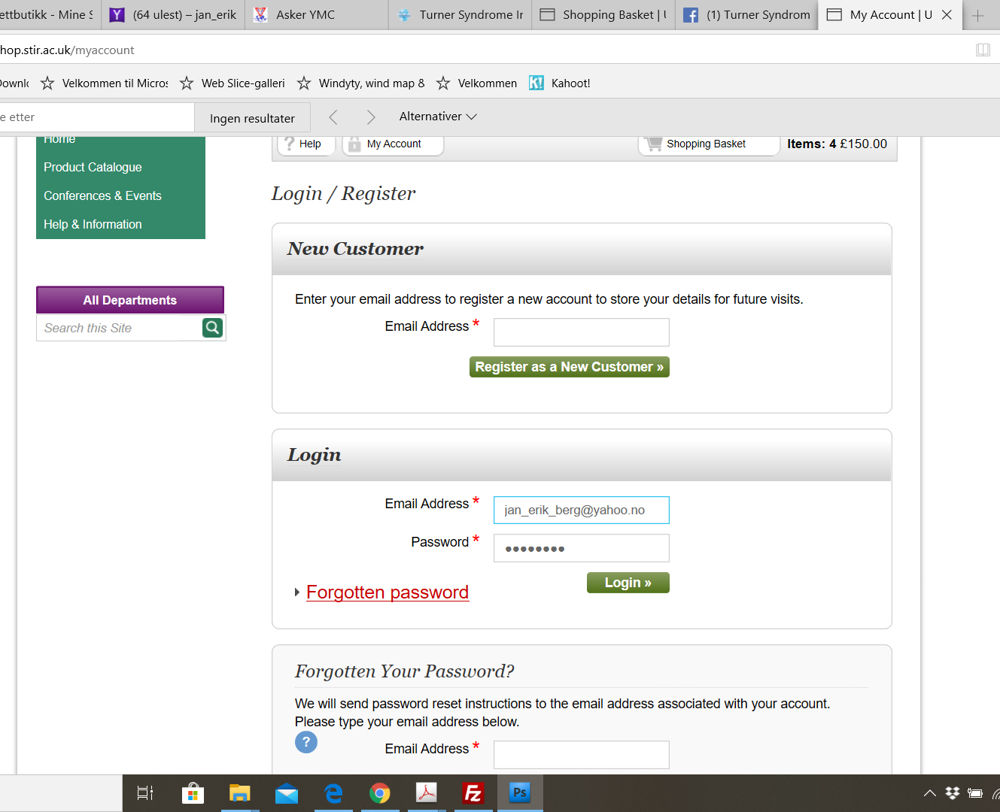 ettbutikk - Mine S
(64 ulest) – jan_erik
Asker YMC
Turner Syndrome Ir
Shopping Basket | U
(1) Turner Syndrom
My Account | U
hop.stir.ac.uk/myaccount
Downlo
Velkommen til Micros
Web Slice-galleri
Windyty, wind map &
Velkommen
K!
Kahoot!
e etter
Ingen resultater
Alternativer
Home
Product Catalogue
Conferences & Events
Help & Information
? Help
My Account
Shopping Basket
Items: 4 £150.00
Login / Register
New Customer
Enter your email address to register a new account to store your details for future visits.
Email Address *
Register as a New Customer »
All Departments
Search this Site
Login
Email Address *
jan_erik_berg@yahoo.no
Password *
••••••••
Forgotten password
Login »
Forgotten Your Password?
We will send password reset instructions to the email address associated with your account.
Please type your email address below.
?
Email Address *
Ps